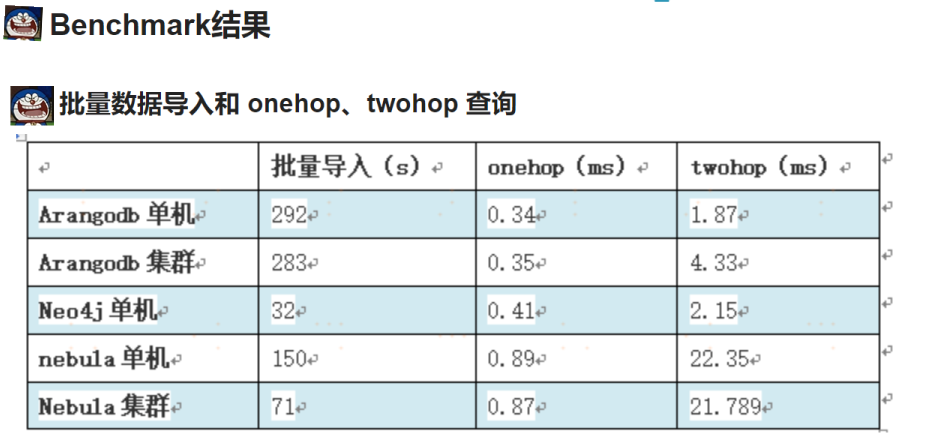 Benchmark结果
批量数据导入和 onehop、twohop 查询
批量导入（s） onehop（ms） twohop（ms）
Arangodb 单机 292 0.34 1.87
Arangodb 集群 283 0.35 4.33
Neo4j 单机 32 0.41 2.15
nebula 单机 150 0.89 22.35
Nebula 集群 71 0.87 21.789